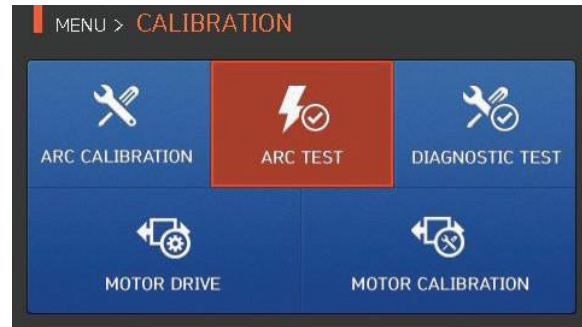 MENU > CALIBRATION
ARC CALIBRATION
ARC TEST
DIAGNOSTIC TEST
MOTOR DRIVE
MOTOR CALIBRATION